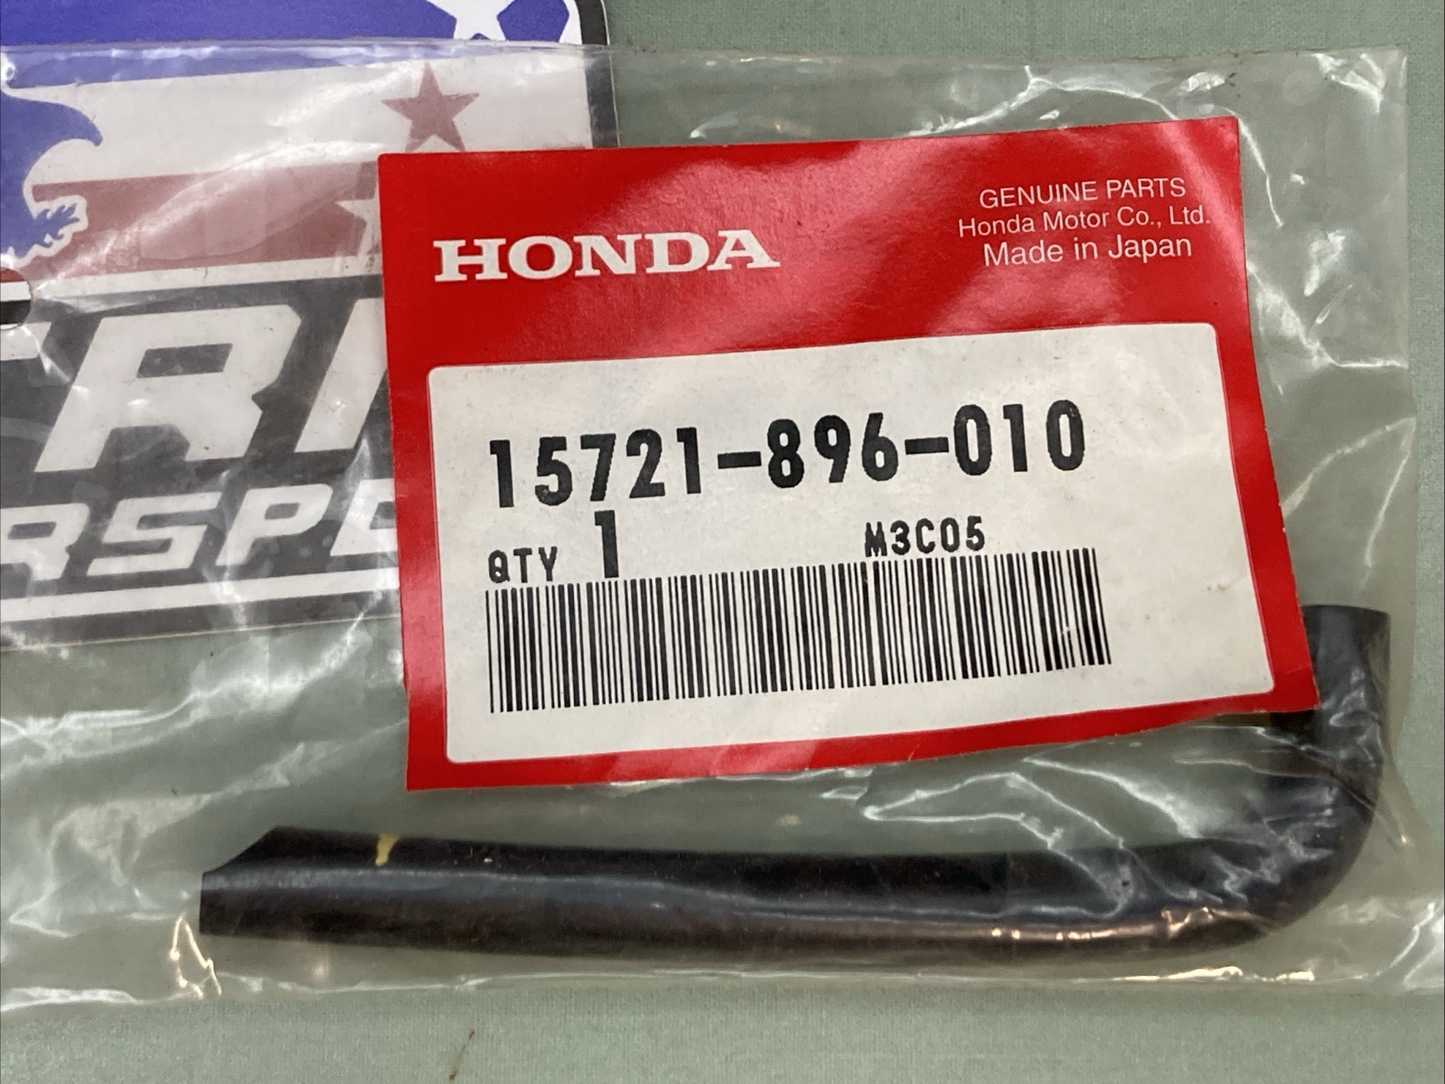 HONDA
GENUINE PARTS
Honda Motor Co., Ltd.
Made in Japan
15721-896-010
QTY 1
M3C05